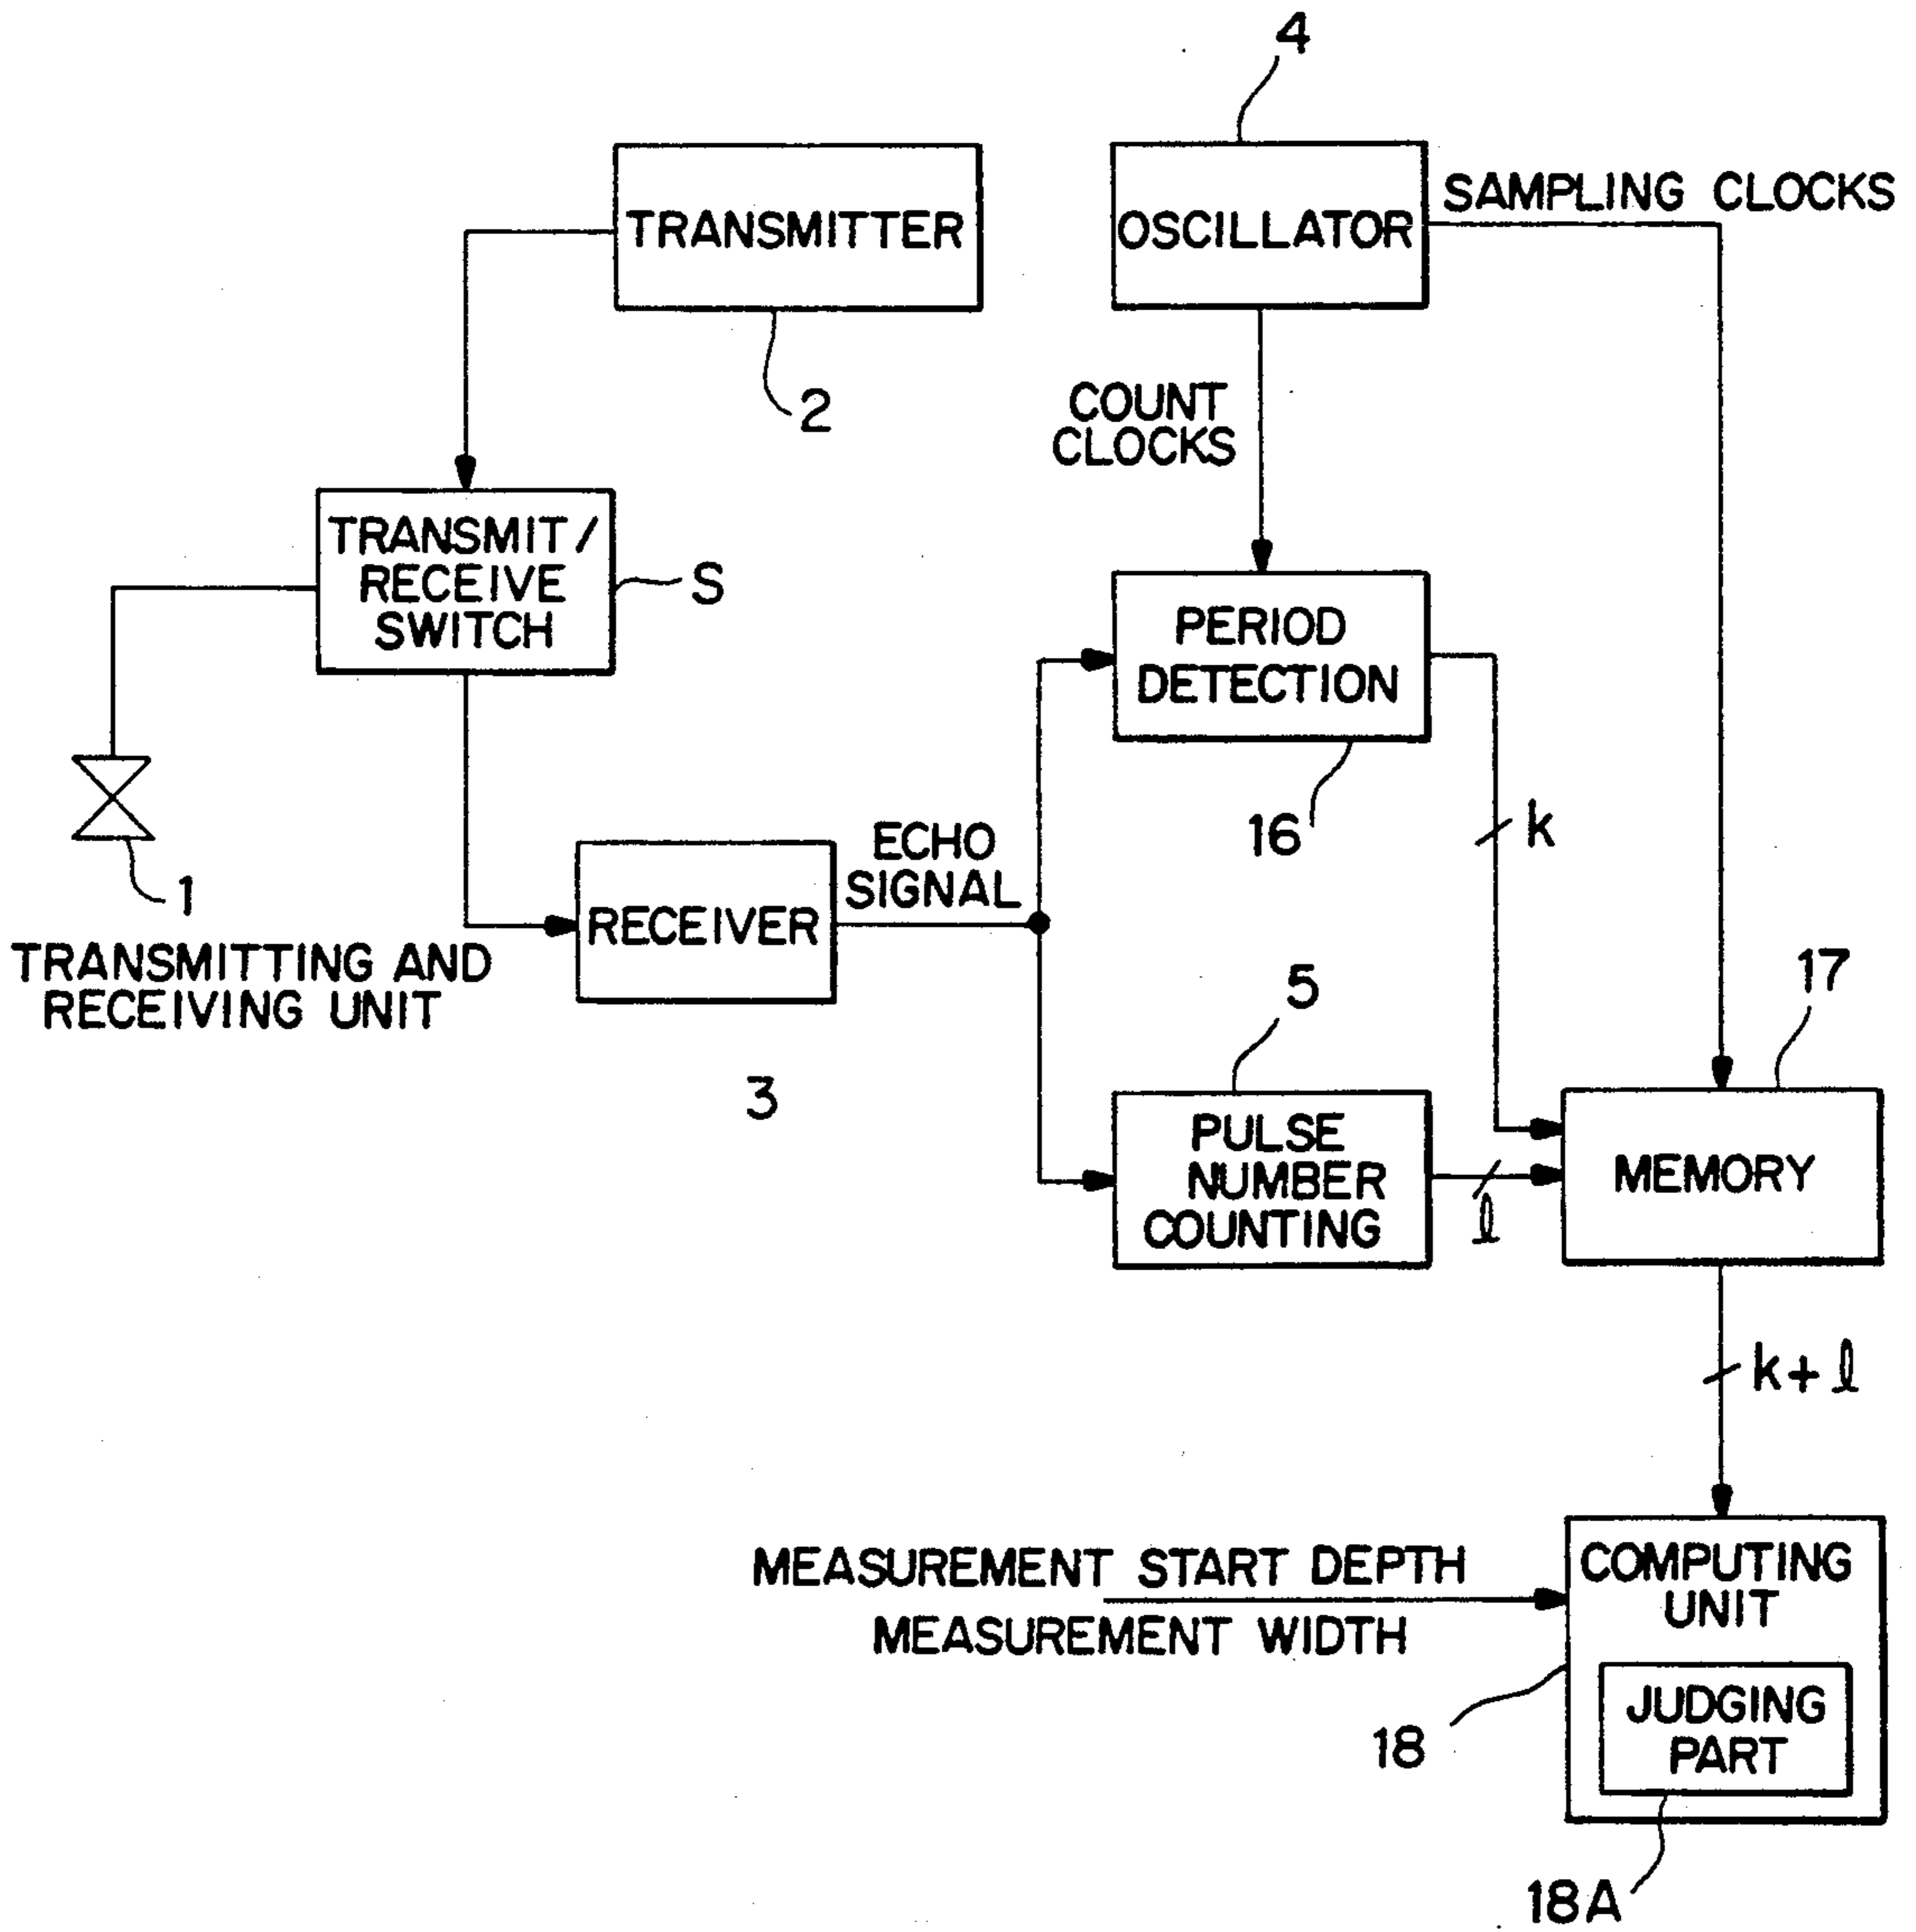 4
TRANSMITTER
OSCILLATOR
SAMPLING CLOCKS
2
COUNT
CLOCKS
TRANSMIT/
RECEIVE
SWITCH
S
PERIOD
DETECTION
16
k
1
TRANSMITTING AND
RECEIVING UNIT
RECEIVER
ECHO
SIGNAL
3
5
17
PULSE
NUMBER
COUNTING
l
MEMORY
k+l
MEASUREMENT START DEPTH
MEASUREMENT WIDTH
COMPUTING
UNIT
18
JUDGING
PART
18A